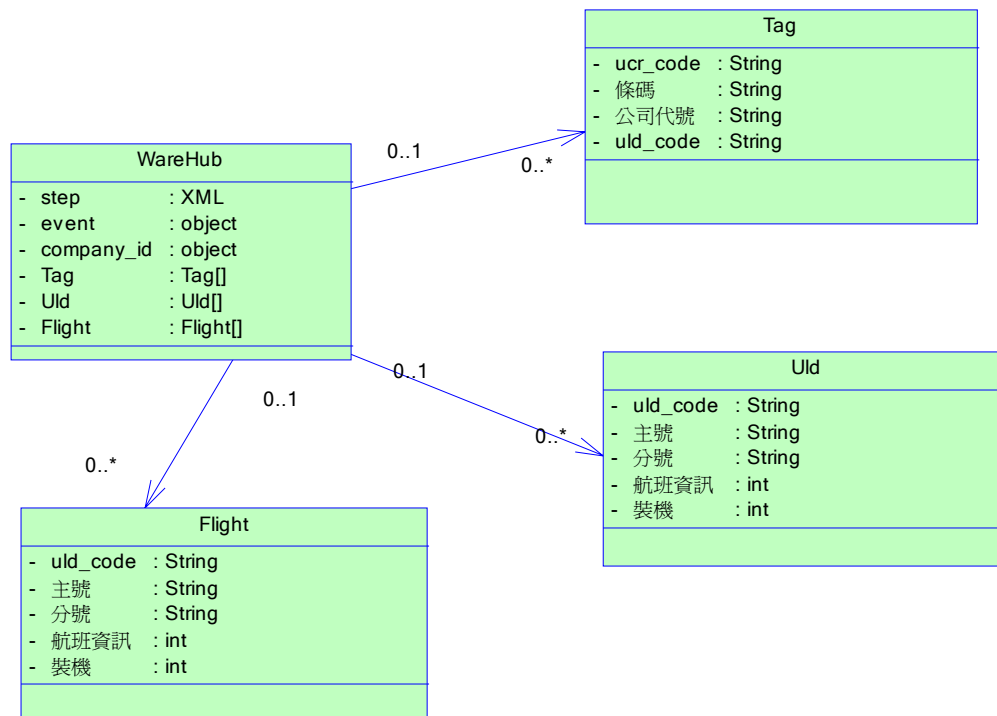 Tag
- ucr_code : String
- 條碼 : String
- 公司代號 : String
- uld_code : String
WareHub
- step : XML
- event : object
- company_id : object
- Tag : Tag[]
- Uld : Uld[]
- Flight : Flight[]
0..1
0..*
0..1
0..*
0..1
0..*
Uld
- uld_code : String
- 主號 : String
- 分號 : String
- 航班資訊 : int
- 裝機 : int
Flight
- uld_code : String
- 主號 : String
- 分號 : String
- 航班資訊 : int
- 裝機 : int